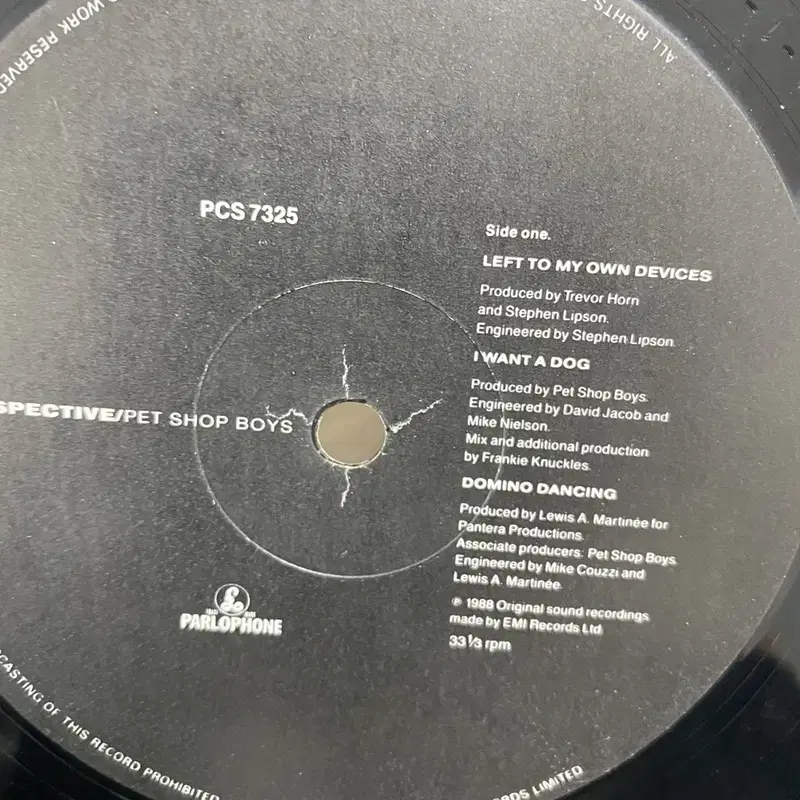 WORK RESERVED
ALL RIGHTS
PCS 7325
SPECTIVE/PET SHOP BOYS
PARLOPHONE
Side one.
LEFT TO MY OWN DEVICES
Produced by Trevor Horn
and Stephen Lipson.
Engineered by Stephen Lipson.
I WANT A DOG
Produced by Pet Shop Boys.
Engineered by David Jacob and
Mike Nielson.
Mix and additional production
by Frankie Knuckles.
DOMINO DANCING
Produced by Lewis A. Martinée for
Pantera Productions.
Associate producers: Pet Shop Boys.
Engineered by Mike Couzzi and
Lewis A. Martinée.
℗ 1988 Original sound recordings
made by EMI Records Ltd.
33 1/3 rpm
CASTING OF THIS RECORD PROHIBITED
RDS LIMITED